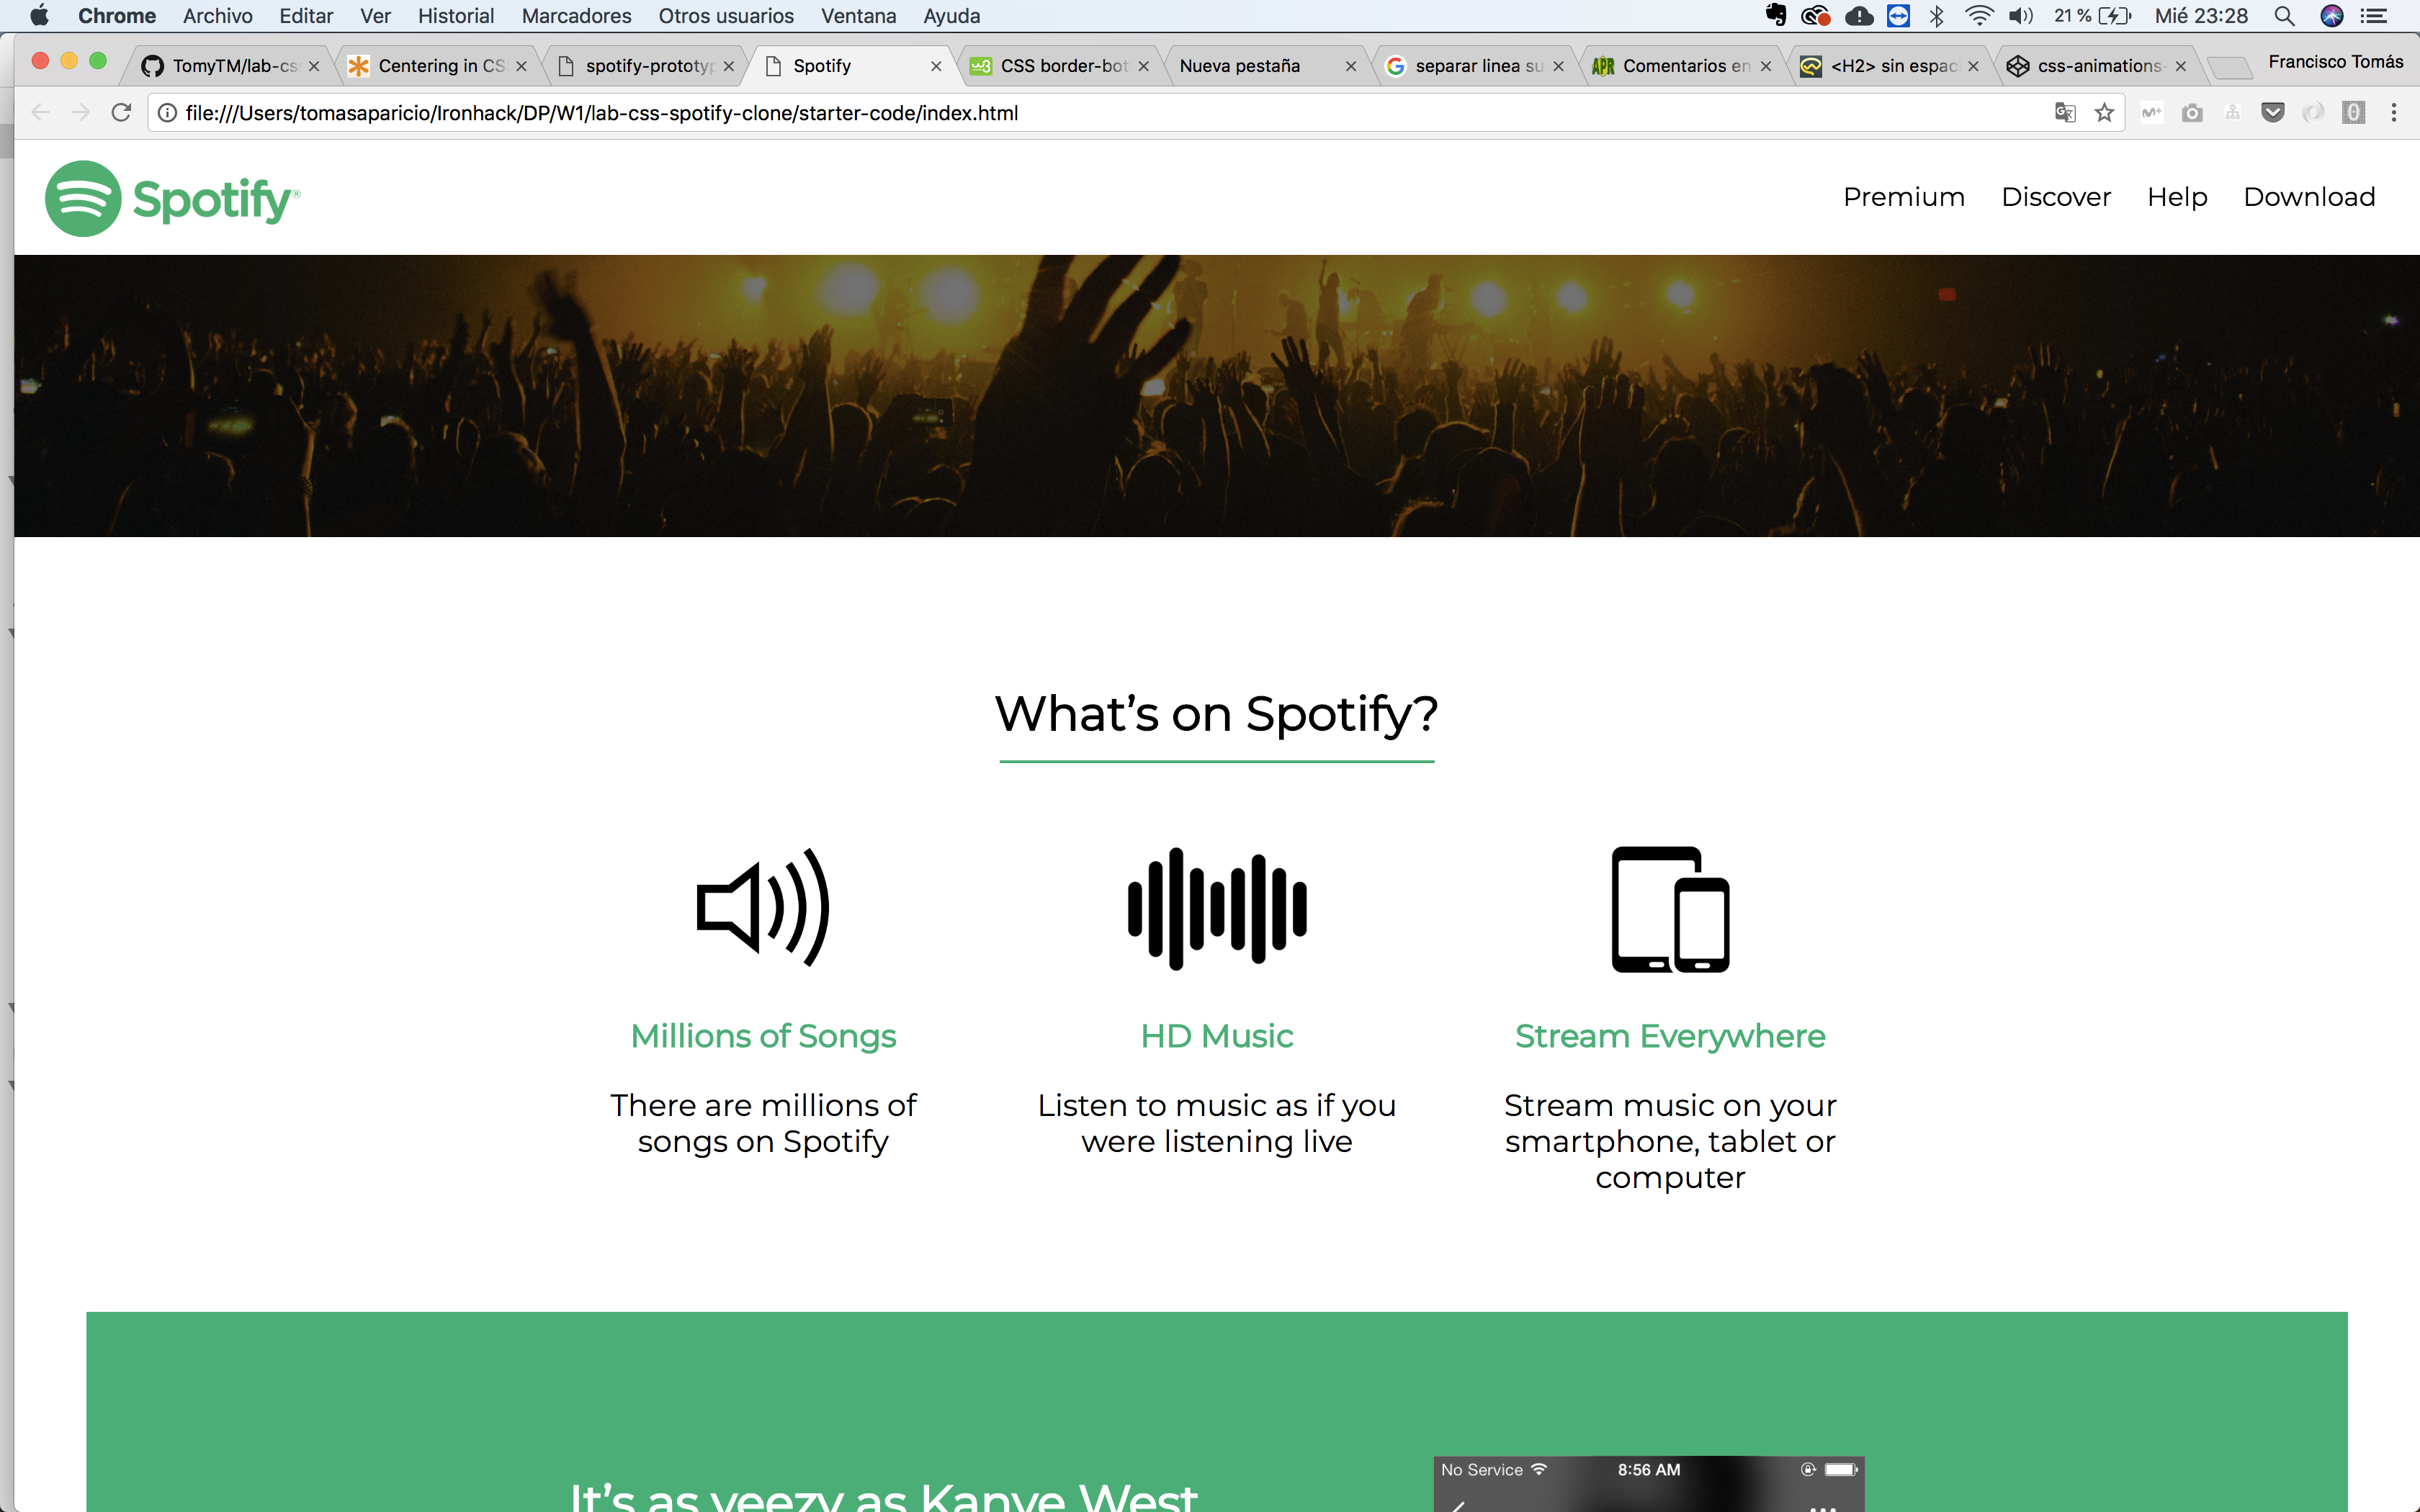 Chrome Archivo Editar Ver Historial Marcadores Otros usuarios Ventana Ayuda 21 % Mié 23:28
TomyTM/lab-cs Centering in CS spotify-prototyp Spotify CSS border-bot Nueva pestaña separar linea su Comentarios en <H2> sin espac css-animations- Francisco Tomás
file:///Users/tomasaparicio/Ironhack/DP/W1/lab-css-spotify-clone/starter-code/index.html
Spotify® Premium Discover Help Download
What’s on Spotify?
Millions of Songs HD Music Stream Everywhere
There are millions of Listen to music as if you Stream music on your
songs on Spotify were listening live smartphone, tablet or
computer
No Service 8:56 AM
It’s as yeezy as Kanye West